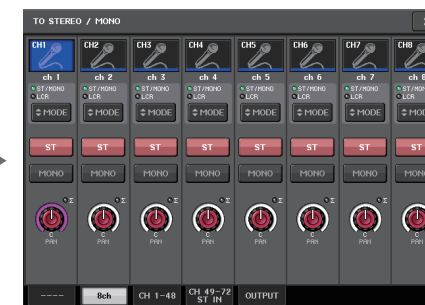 TO STEREO / MONO
CH1 CH2 CH3 CH4 CH5 CH6 CH7 CH8
ch 1 ch 2 ch 3 ch 4 ch 5 ch 6 ch 7 ch 8
ST/MONO ST/MONO ST/MONO ST/MONO ST/MONO ST/MONO ST/MONO ST/MON
LCR LCR LCR LCR LCR LCR LCR LCR
MODE MODE MODE MODE MODE MODE MODE MOD
ST ST ST ST ST ST ST ST
MONO MONO MONO MONO MONO MONO MONO MON
Σ Σ Σ Σ Σ Σ Σ
C C C C C C C C
PAN PAN PAN PAN PAN PAN PAN PAN
---- 8ch CH 1-48 CH 49-72 OUTPUT
ST IN